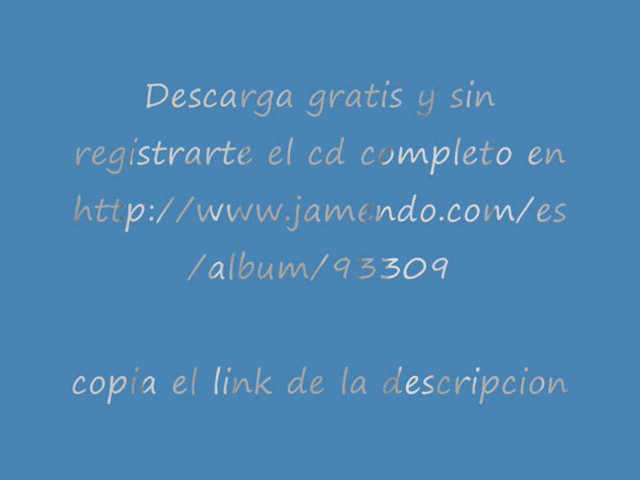 Descarga gratis y sin
registrarte el cd completo en
http://www.jamendo.com/es
/album/93309
copia el link de la descripcion